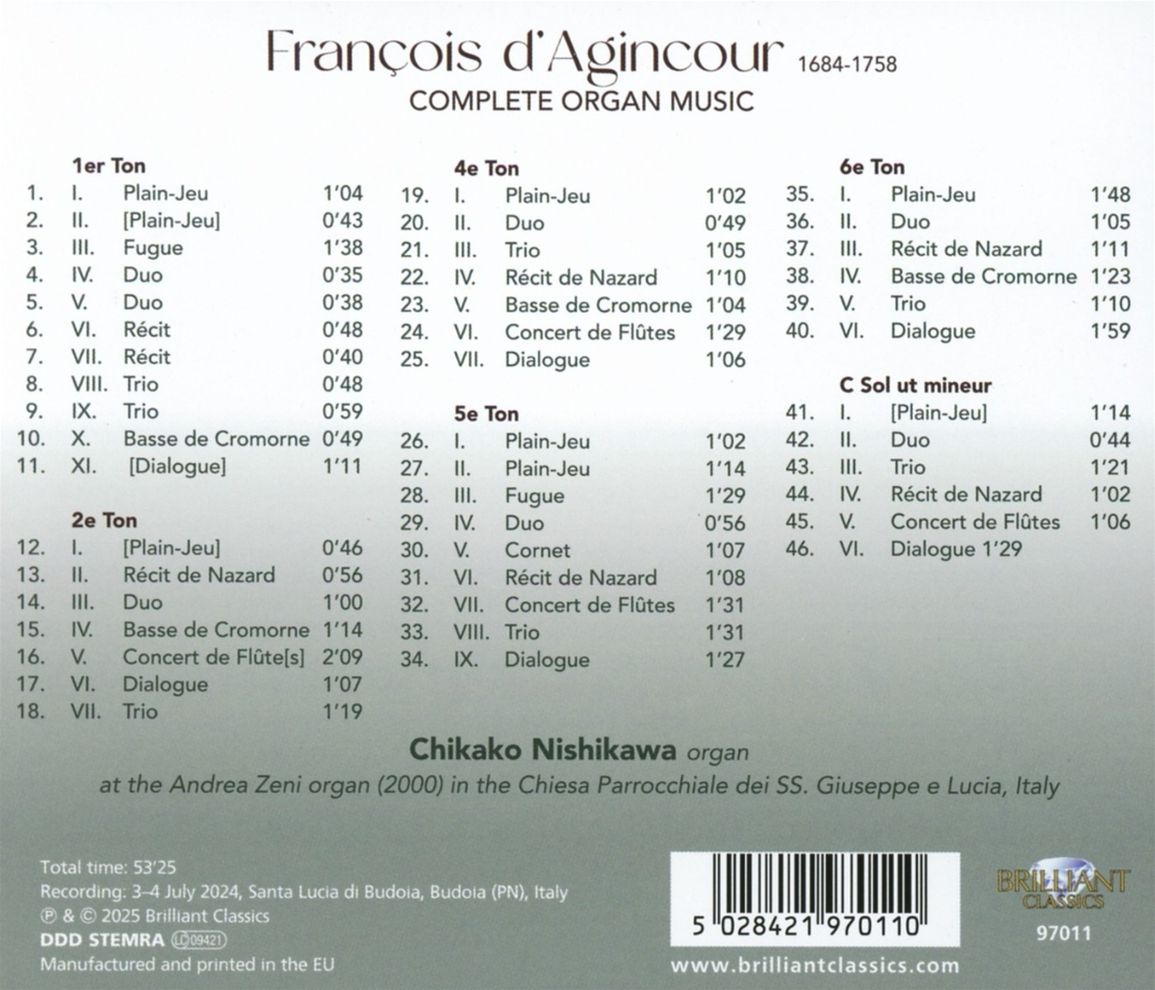 François d'Agincour 1684-1758
COMPLETE ORGAN MUSIC
1er Ton
1. I. Plain-Jeu 1'04
2. II. [Plain-Jeu] 0'43
3. III. Fugue 1'38
4. IV. Duo 0'35
5. V. Duo 0'38
6. VI. Récit 0'48
7. VII. Récit 0'40
8. VIII. Trio 0'48
9. IX. Trio 0'59
10. X. Basse de Cromorne 0'49
11. XI. [Dialogue] 1'11
2e Ton
12. I. [Plain-Jeu] 0'46
13. II. Récit de Nazard 0'56
14. III. Duo 1'00
15. IV. Basse de Cromorne 1'14
16. V. Concert de Flûte[s] 2'09
17. VI. Dialogue 1'07
18. VII. Trio 1'19
4e Ton
19. I. Plain-Jeu 1'02
20. II. Duo 0'49
21. III. Trio 1'05
22. IV. Récit de Nazard 1'10
23. V. Basse de Cromorne 1'04
24. VI. Concert de Flûtes 1'29
25. VII. Dialogue 1'06
5e Ton
26. I. Plain-Jeu 1'02
27. II. Plain-Jeu 1'14
28. III. Fugue 1'29
29. IV. Duo 0'56
30. V. Cornet 1'07
31. VI. Récit de Nazard 1'08
32. VII. Concert de Flûtes 1'31
33. VIII. Trio 1'31
34. IX. Dialogue 1'27
6e Ton
35. I. Plain-Jeu 1'48
36. II. Duo 1'05
37. III. Récit de Nazard 1'11
38. IV. Basse de Cromorne 1'23
39. V. Trio 1'10
40. VI. Dialogue 1'59
C Sol ut mineur
41. I. [Plain-Jeu] 1'14
42. II. Duo 0'44
43. III. Trio 1'21
44. IV. Récit de Nazard 1'02
45. V. Concert de Flûtes 1'06
46. VI. Dialogue 1'29
Chikako Nishikawa organ
at the Andrea Zeni organ (2000) in the Chiesa Parrocchiale dei SS. Giuseppe e Lucia, Italy
Total time: 53'25
Recording: 3–4 July 2024, Santa Lucia di Budoia, Budoia (PN), Italy
℗ & © 2025 Brilliant Classics
DDD STEMRA LC 09421
Manufactured and printed in the EU
5 028421 970110
www.brilliantclassics.com
BRILLIANT
CLASSICS
97011